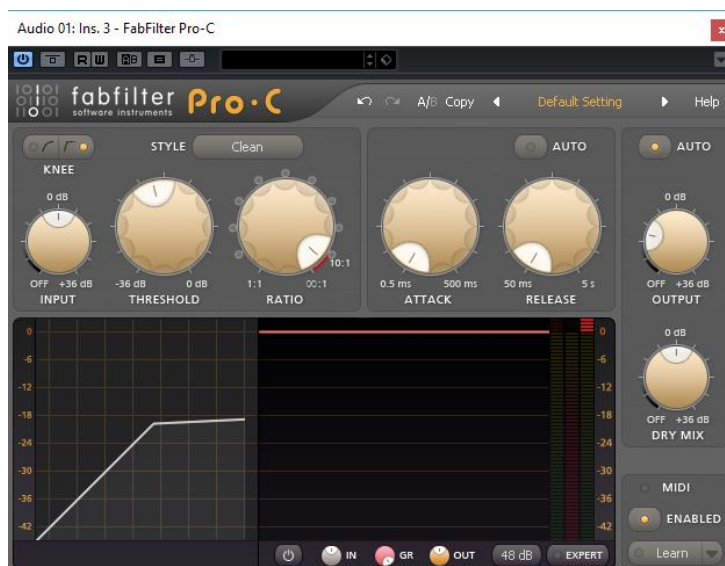 Audio 01: Ins. 3 - FabFilter Pro-C
x
R W AB
fabfilter Pro·C
software instruments
A/B Copy Default Setting Help
STYLE Clean
KNEE
AUTO
AUTO
0 dB
0 dB
OFF +36 dB
INPUT
-36 dB 0 dB
THRESHOLD
10:1
1:1 ∞:1
RATIO
0.5 ms 500 ms
ATTACK
50 ms 5 s
RELEASE
OFF +36 dB
OUTPUT
0 dB
OFF +36 dB
DRY MIX
0 0
-6 -6
-12 -12
-18 -18
-24 -24
-30 -30
-36 -36
-42 -42
MIDI
ENABLED
Learn
IN GR OUT 48 dB EXPERT